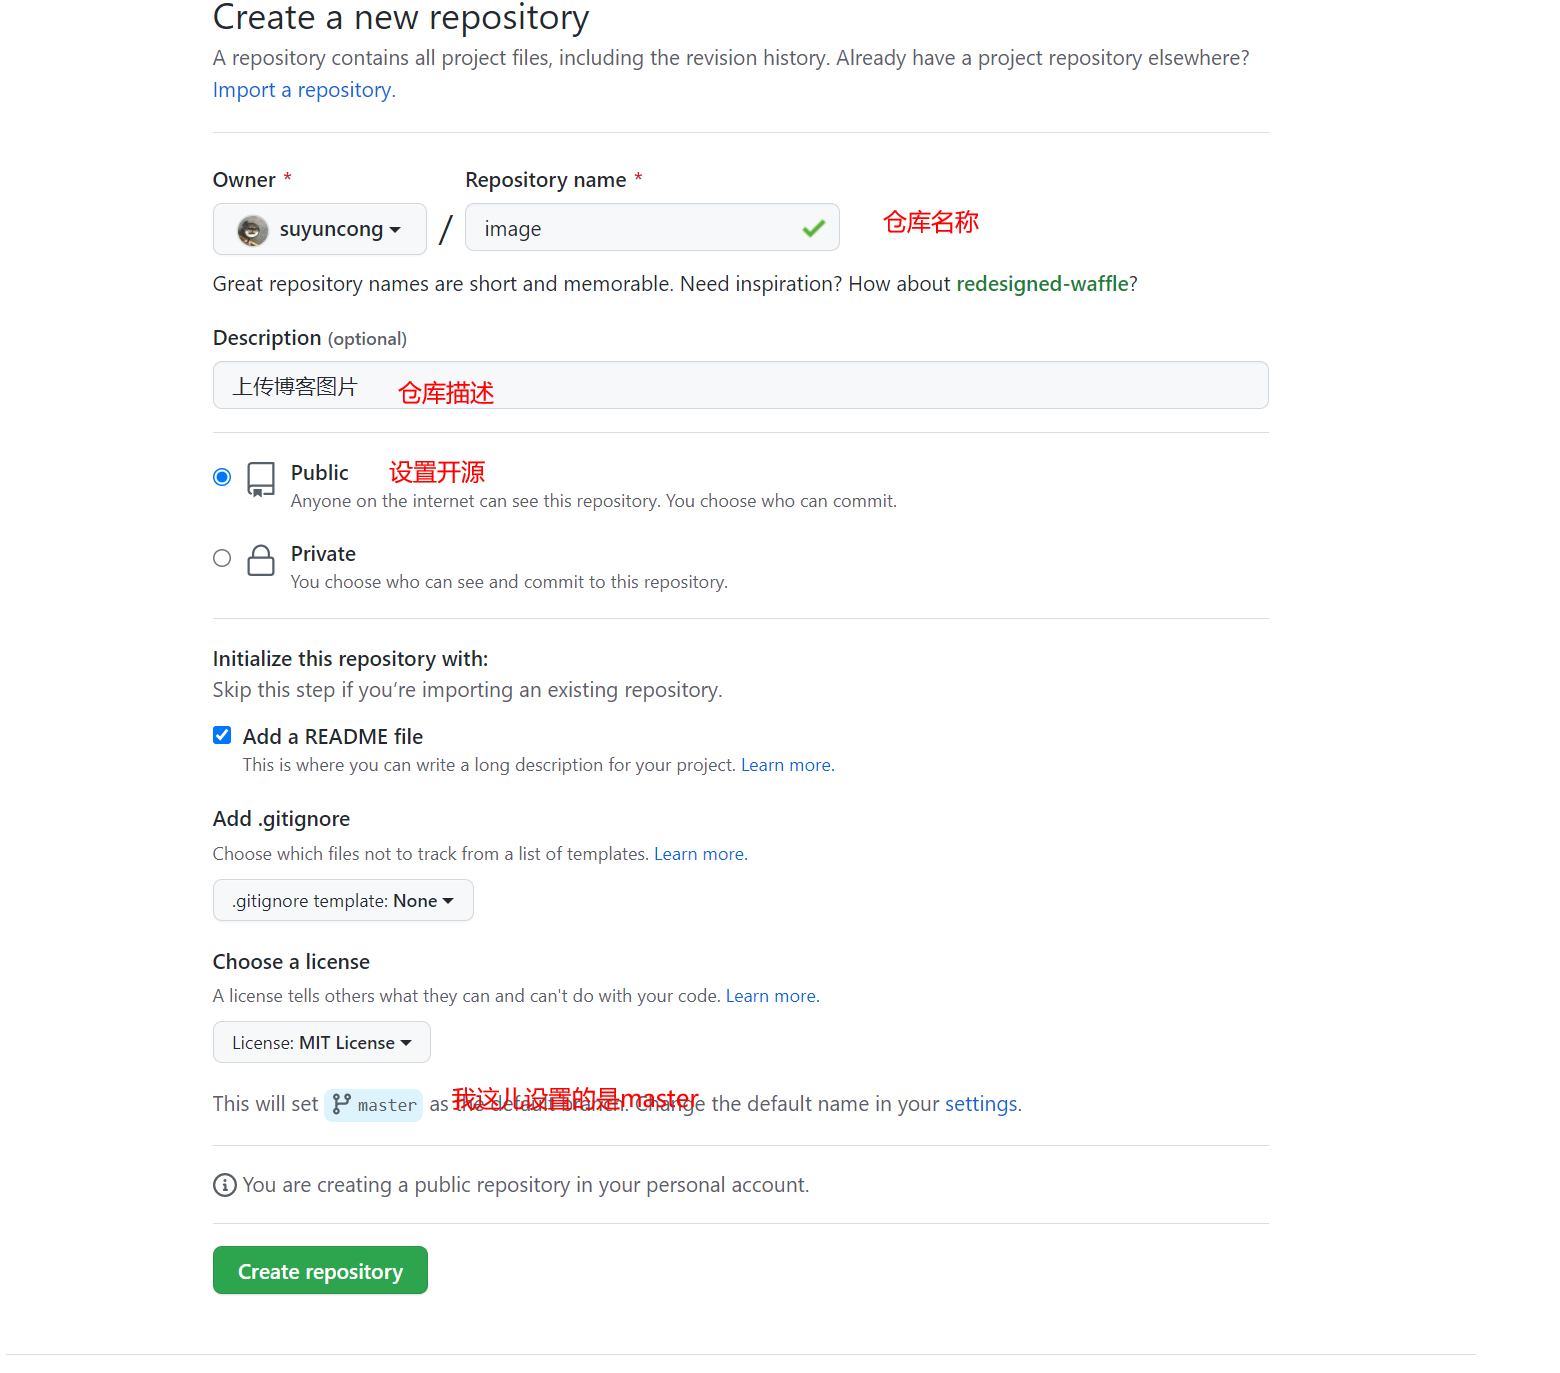 Create a new repository
A repository contains all project files, including the revision history. Already have a project repository elsewhere?
Import a repository.
Owner *
Repository name *
suyuncong
/
image
仓库名称
Great repository names are short and memorable. Need inspiration? How about redesigned-waffle?
Description (optional)
上传博客图片
仓库描述
Public
设置开源
Anyone on the internet can see this repository. You choose who can commit.
Private
You choose who can see and commit to this repository.
Initialize this repository with:
Skip this step if you’re importing an existing repository.
Add a README file
This is where you can write a long description for your project. Learn more.
Add .gitignore
Choose which files not to track from a list of templates. Learn more.
.gitignore template: None
Choose a license
A license tells others what they can and can't do with your code. Learn more.
License: MIT License
This will set master as the default branch. Change the default name in your settings.
我这儿设置的是master
You are creating a public repository in your personal account.
Create repository